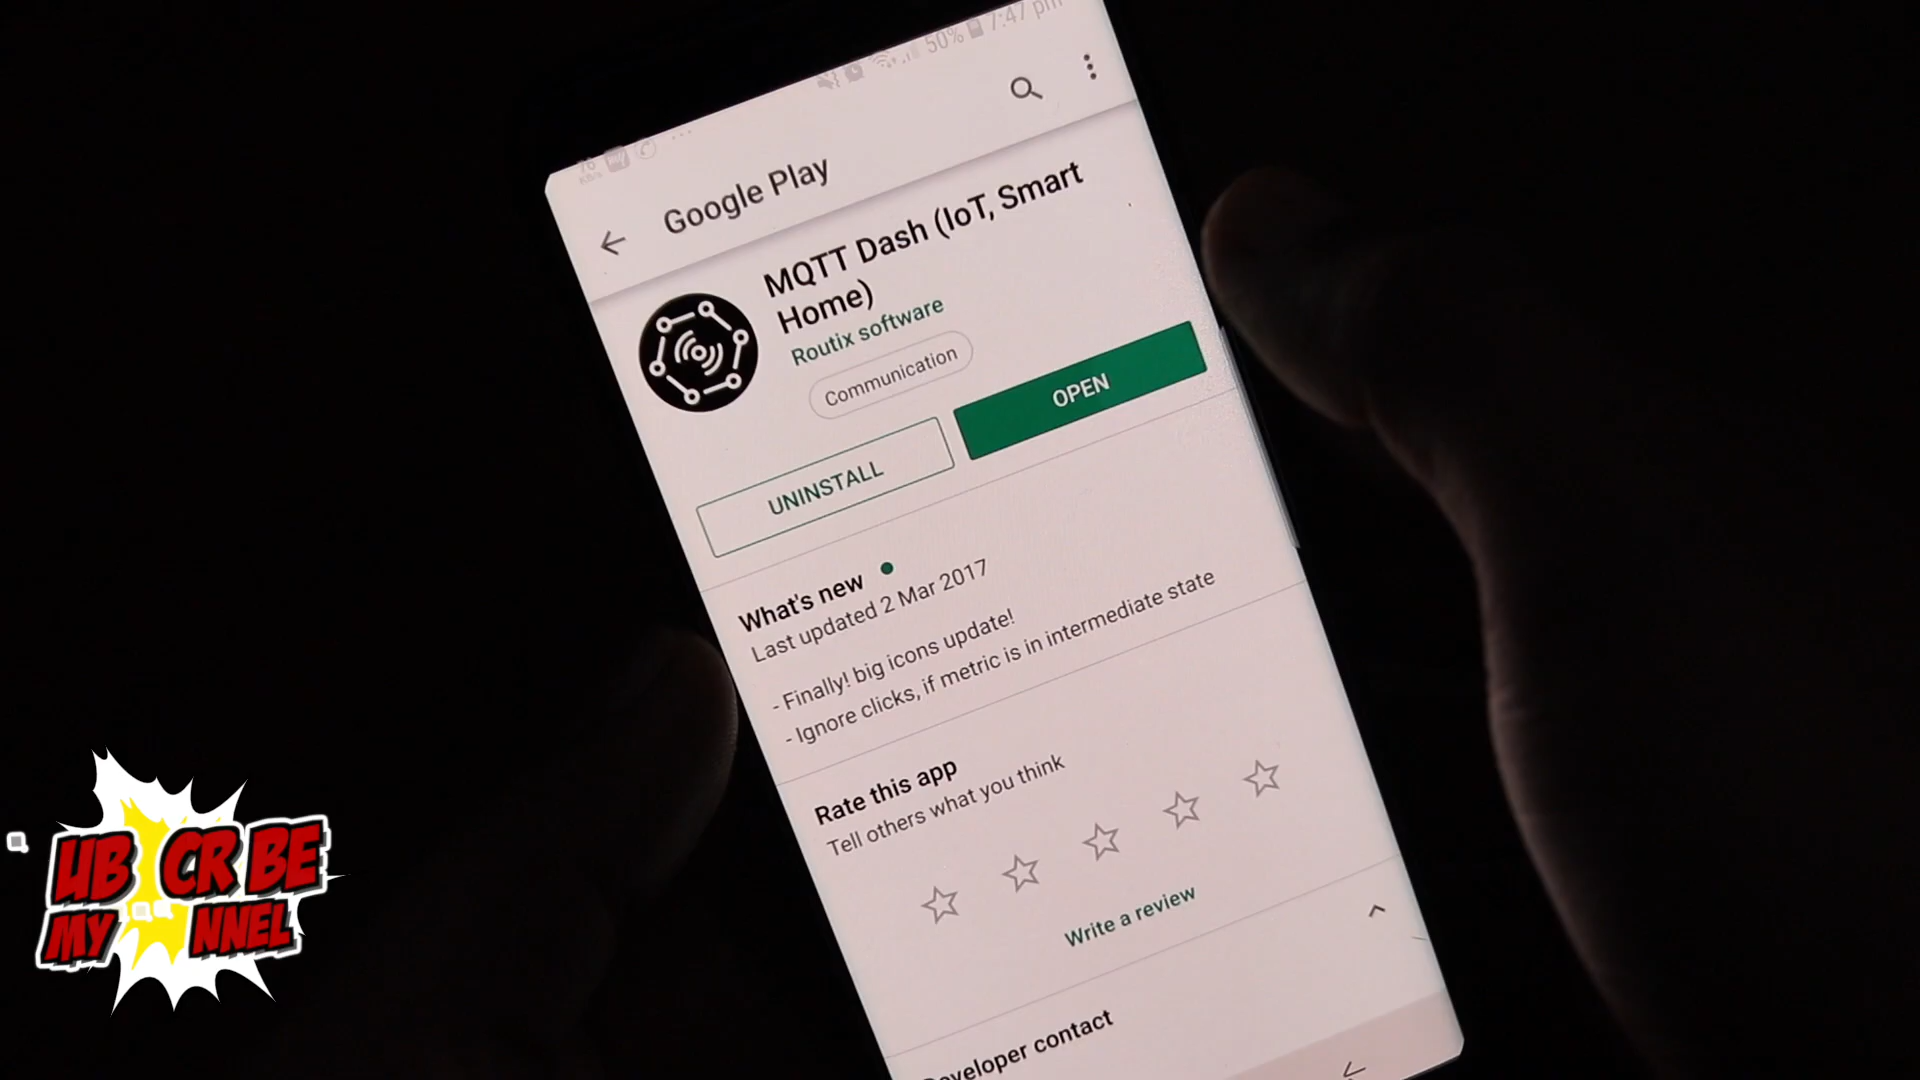 50% 7:47 pm
Google Play
MQTT Dash (IoT, Smart
Home)
Routix software
Communication
UNINSTALL
OPEN
What's new
Last updated 2 Mar 2017
- Finally! big icons update!
- Ignore clicks, if metric is in intermediate state
Rate this app
Tell others what you think
Write a review
eveloper contact
UB CR BE
MY NNEL